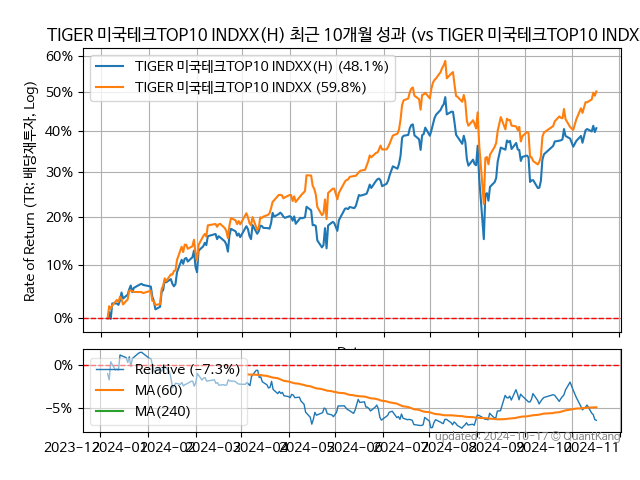 TIGER 미국테크TOP10 INDXX(H) 최근 10개월 성과 (vs TIGER 미국테크TOP10 INDX
60%
50%
40%
30%
20%
10%
0%
Rate of Return (TR: 배당재투자, Log)
TIGER 미국테크TOP10 INDXX(H) (48.1%)
TIGER 미국테크TOP10 INDXX (59.8%)
0%
−5%
Relative (−7.3%)
MA(60)
MA(240)
updated: 2024-10-17 © QuantKang
2023−12 2024−01 2024−02 2024−03 2024−04 2024−05 2024−06 2024−07 2024−08 2024−09 2024−10 2024−11